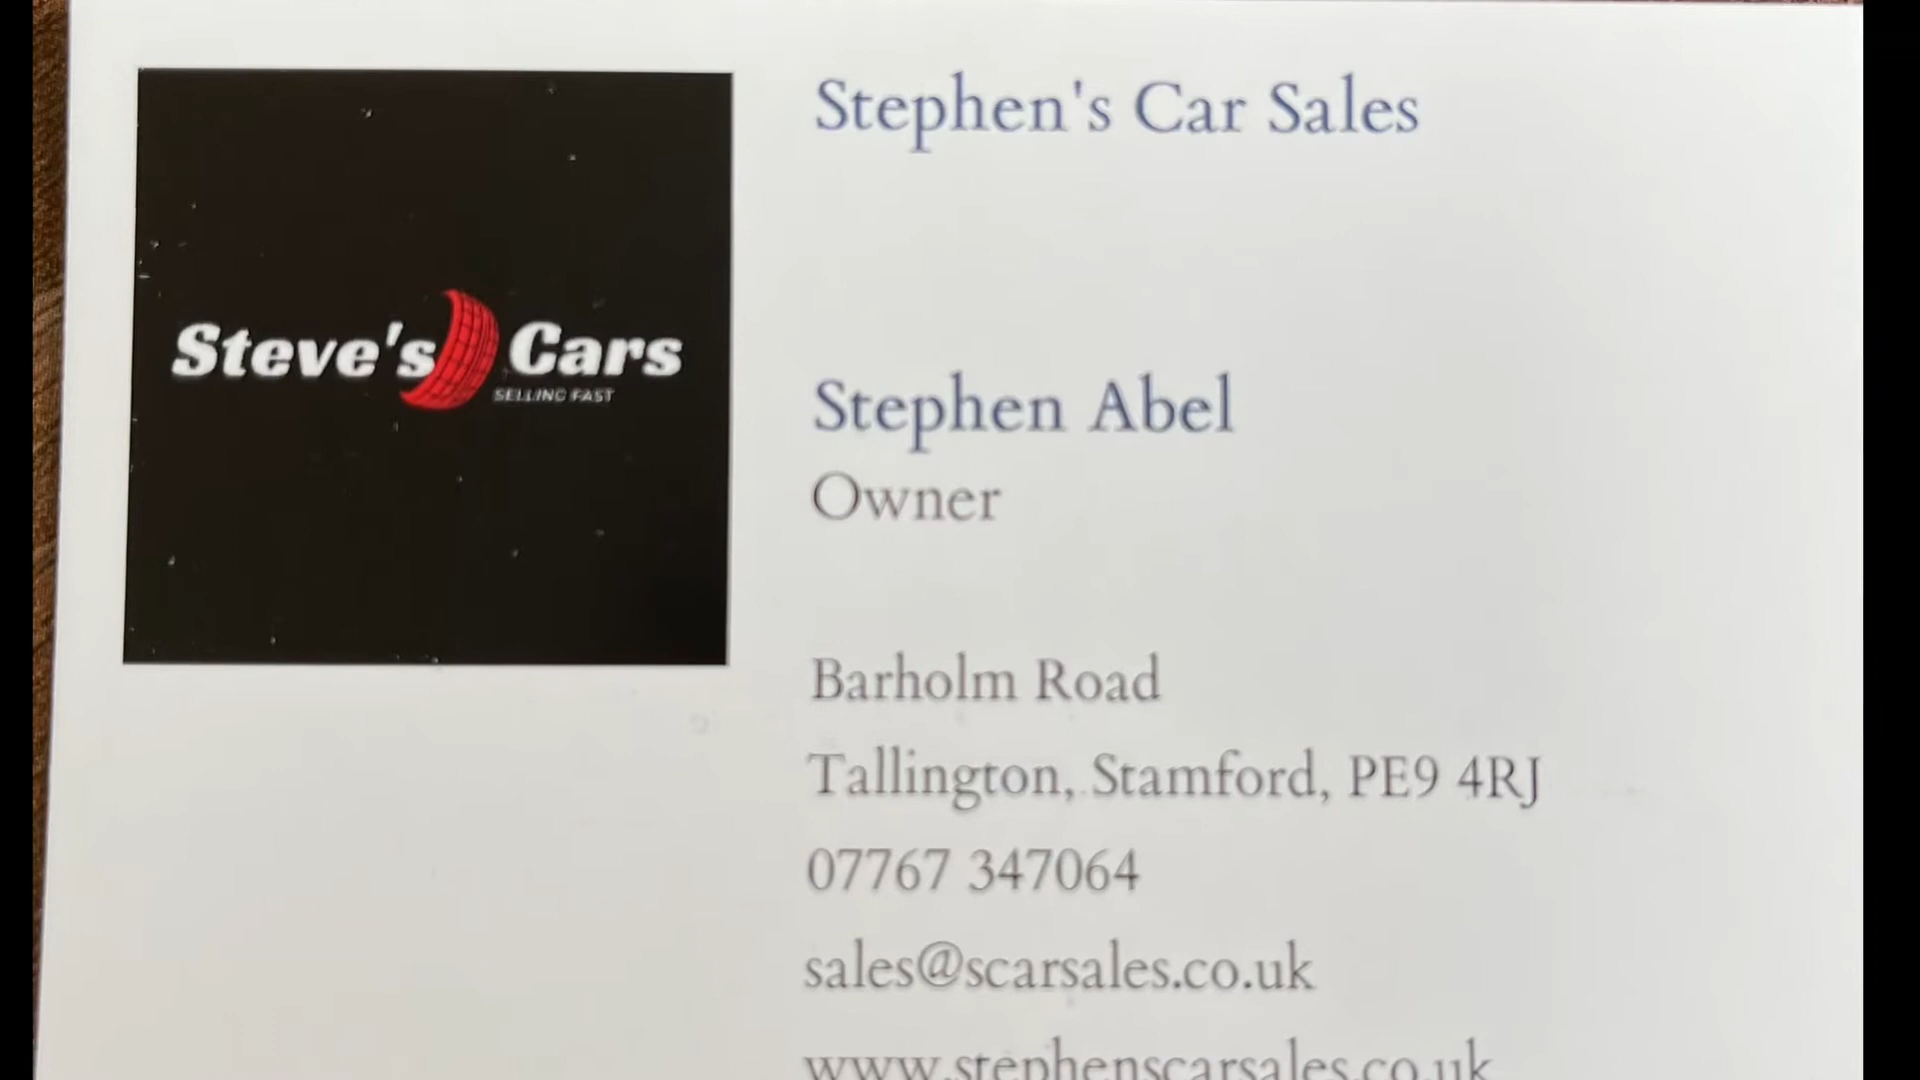 Stephen's Car Sales
Steve's Cars
SELLING FAST
Stephen Abel
Owner
Barholm Road
Tallington, Stamford, PE9 4RJ
07767 347064
sales@scarsales.co.uk
www.stephenscarsales.co.uk